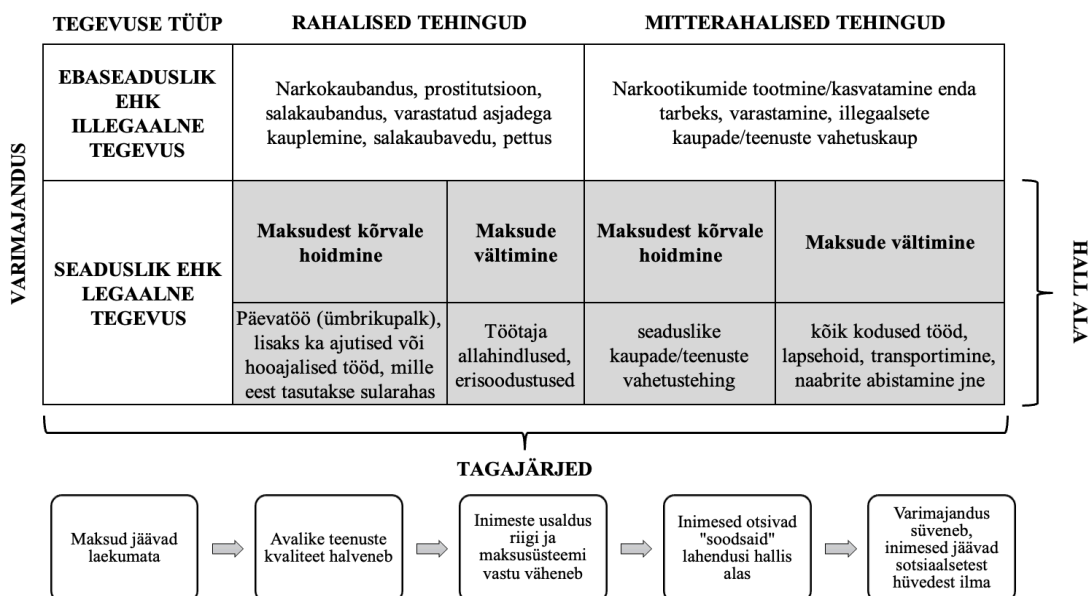 TEGEVUSE TÜÜP
RAHALISED TEHINGUD
MITTERAHALISED TEHINGUD
VARIMAJANDUS
EBASEADUSLIK
EHK
ILLEGAALNE
TEGEVUS
Narkokaubandus, prostitutsioon,
salakaubandus, varastatud asjadega
kauplemine, salakaubavedu, pettus
Narkootikumide tootmine/kasvatamine enda
tarbeks, varastamine, illegaalsete
kaupade/teenuste vahetuskaup
SEADUSLIK EHK
LEGAALNE
TEGEVUS
Maksudest kõrvale
hoidmine
Maksude
vältimine
Maksudest kõrvale
hoidmine
Maksude vältimine
Päevatöö (ümbrikupalk),
lisaks ka ajutised või
hooajalised tööd, mille
eest tasutakse sularahas
Töötaja
allahindlused,
erisoodustused
seaduslike
kaupade/teenuste
vahetustehing
kõik kodused tööd,
lapsehoid, transportimine,
naabrite abistamine jne
HALL ALA
TAGAJÄRJED
Maksud jäävad
laekumata
Avalike teenuste
kvaliteet halveneb
Inimeste usaldus
riigi ja
maksusüsteemi
vastu väheneb
Inimesed otsivad
"soodsaid"
lahendusi hallis
alas
Varimajandus
süveneb,
inimesed jäävad
sotsiaalsetest
hüvedest ilma